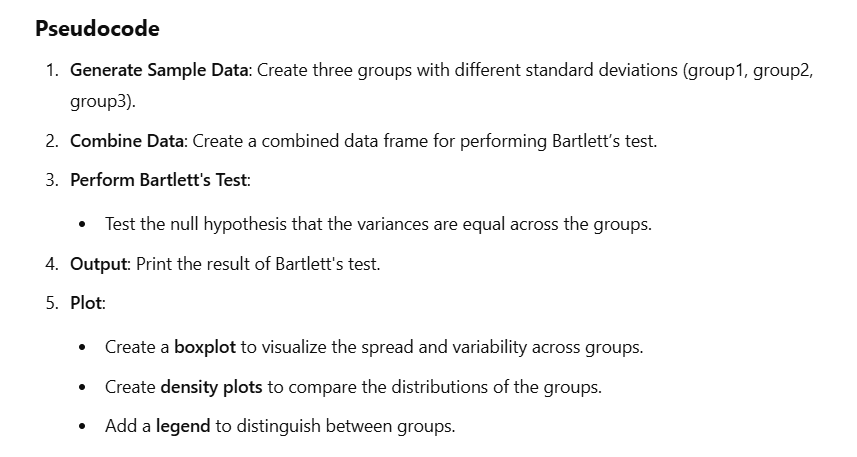 Pseudocode
1. Generate Sample Data: Create three groups with different standard deviations (group1, group2,
group3).
2. Combine Data: Create a combined data frame for performing Bartlett’s test.
3. Perform Bartlett's Test:
• Test the null hypothesis that the variances are equal across the groups.
4. Output: Print the result of Bartlett's test.
5. Plot:
• Create a boxplot to visualize the spread and variability across groups.
• Create density plots to compare the distributions of the groups.
• Add a legend to distinguish between groups.